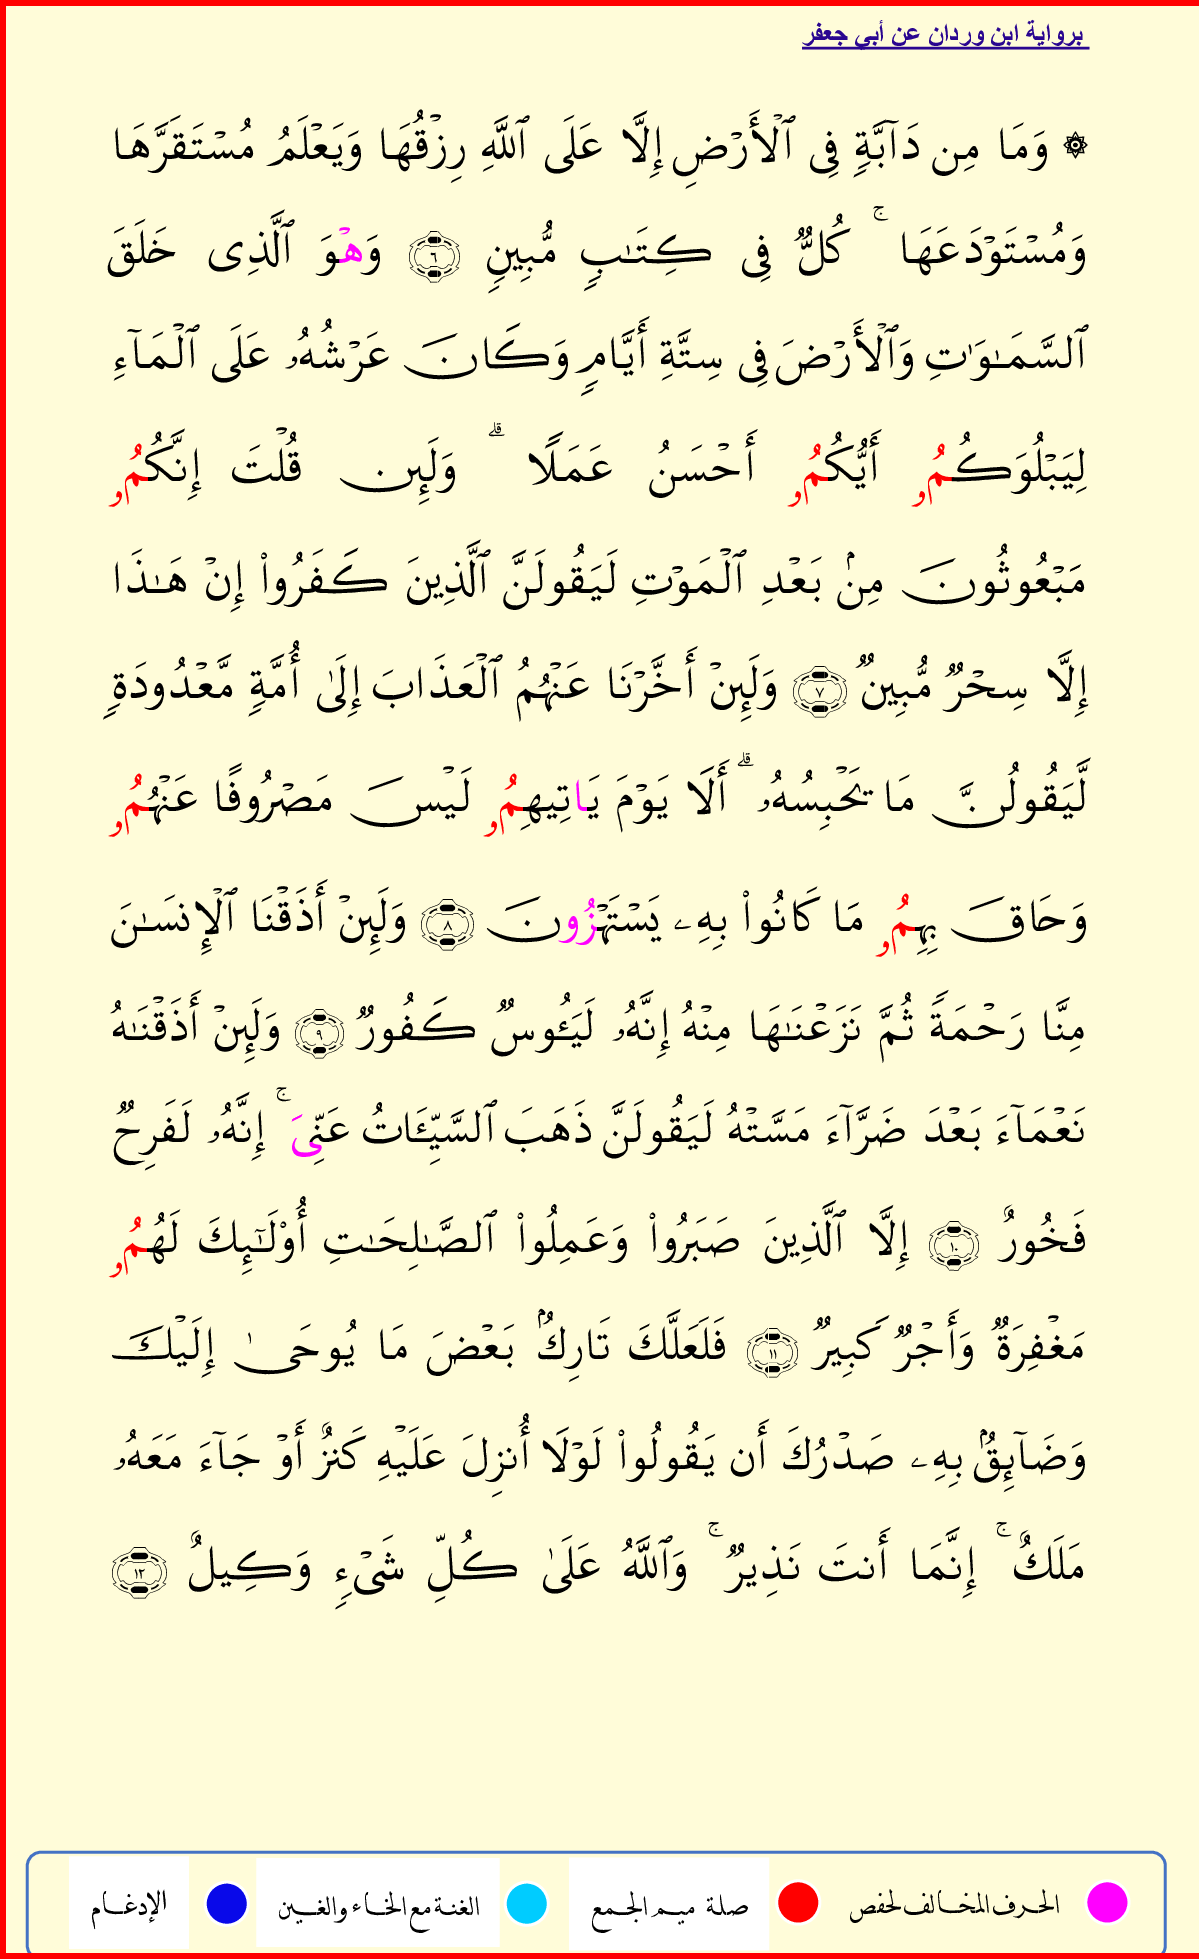 برواية ابن وردان عن أبي جعفر
۞ وَمَا مِن دَآبَّةٖ فِي ٱلۡأَرۡضِ إِلَّا عَلَى ٱللَّهِ رِزۡقُهَا وَيَعۡلَمُ مُسۡتَقَرَّهَا
وَمُسۡتَوۡدَعَهَاۚ كُلّٞ فِي كِتَٰبٖ مُّبِينٖ ٦ وَهۡوَ ٱلَّذِي خَلَقَ
ٱلسَّمَٰوَٰتِ وَٱلۡأَرۡضَ فِي سِتَّةِ أَيَّامٖ وَكَانَ عَرۡشُهُۥ عَلَى ٱلۡمَآءِ
لِيَبۡلُوَكُمُۥ أَيُّكُمُۥ أَحۡسَنُ عَمَلٗاۗ وَلَئِن قُلۡتَ إِنَّكُمُۥ
مَبۡعُوثُونَ مِنۢ بَعۡدِ ٱلۡمَوۡتِ لَيَقُولَنَّ ٱلَّذِينَ كَفَرُواْ إِنۡ هَٰذَا
إِلَّا سِحۡرٞ مُّبِينٞ ٧ وَلَئِنۡ أَخَّرۡنَا عَنۡهُمُ ٱلۡعَذَابَ إِلَىٰ أُمَّةٖ مَّعۡدُودَةٖ
لَّيَقُولُنَّ مَا يَحۡبِسُهُۥۗ أَلَا يَوۡمَ يَاتِيهِمُۥ لَيۡسَ مَصۡرُوفًا عَنۡهُمُۥ
وَحَاقَ بِهِمُۥ مَا كَانُواْ بِهِۦ يَسۡتَهۡزُونَ ٨ وَلَئِنۡ أَذَقۡنَا ٱلۡإِنسَٰنَ
مِنَّا رَحۡمَةٗ ثُمَّ نَزَعۡنَٰهَا مِنۡهُ إِنَّهُۥ لَيَـُٔوسٞ كَفُورٞ ٩ وَلَئِنۡ أَذَقۡنَٰهُ
نَعۡمَآءَ بَعۡدَ ضَرَّآءَ مَسَّتۡهُ لَيَقُولَنَّ ذَهَبَ ٱلسَّيِّـَٔاتُ عَنِّيَۚ إِنَّهُۥ لَفَرِحٞ
فَخُورٌ ١٠ إِلَّا ٱلَّذِينَ صَبَرُواْ وَعَمِلُواْ ٱلصَّٰلِحَٰتِ أُوْلَٰٓئِكَ لَهُمُۥ
مَغۡفِرَةٞ وَأَجۡرٞ كَبِيرٞ ١١ فَلَعَلَّكَ تَارِكُۢ بَعۡضَ مَا يُوحَىٰ إِلَيۡكَ
وَضَآئِقُۢ بِهِۦ صَدۡرُكَ أَن يَقُولُواْ لَوۡلَا أُنزِلَ عَلَيۡهِ كَنزٌ أَوۡ جَآءَ مَعَهُۥ
مَلَكٌۚ إِنَّمَا أَنتَ نَذِيرٞۚ وَٱللَّهُ عَلَىٰ كُلِّ شَيۡءٖ وَكِيلٌ ١٢
الحرف المخالف لحفص صلة ميم الجمع الغنة مع الخاء والغين الإدغام